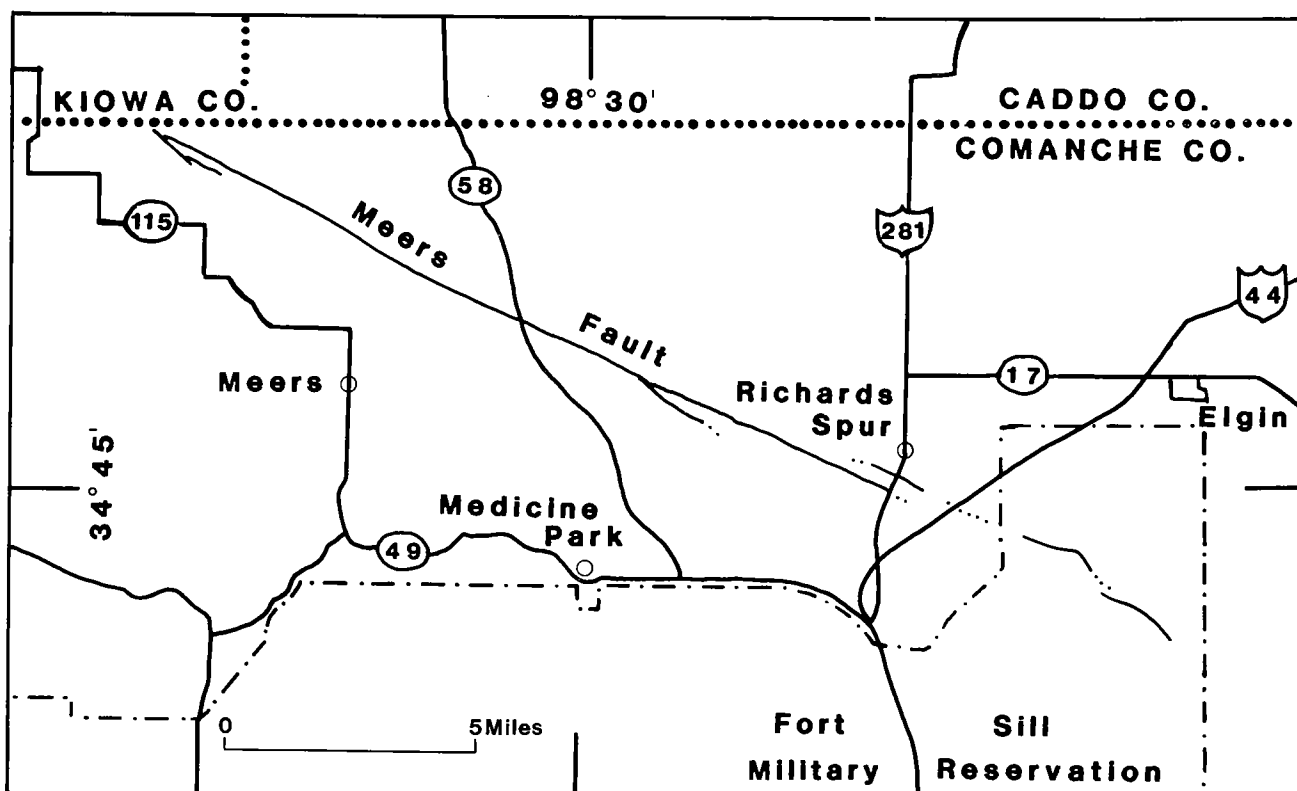 KIOWA CO.
98° 30'
CADDO CO.
COMANCHE CO.
58
115
Meers
281
44
Fault
Meers
17
Richards
Spur
Elgin
34° 45'
Medicine
Park
49
0
5 Miles
Fort Sill
Military Reservation